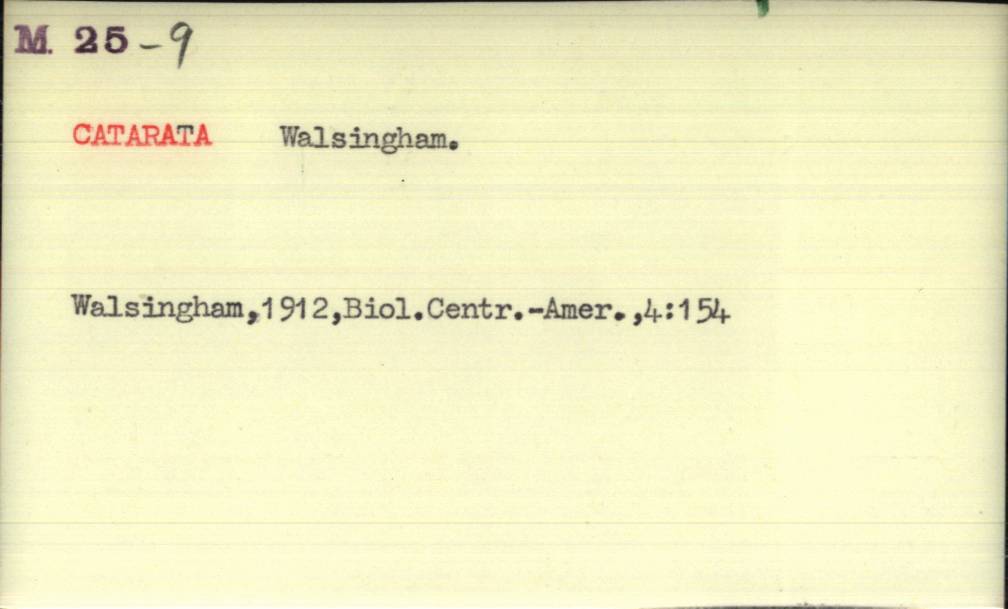 M. 25-9
CATARATA Walsingham.
Walsingham,1912,Biol.Centr.-Amer.,4:154